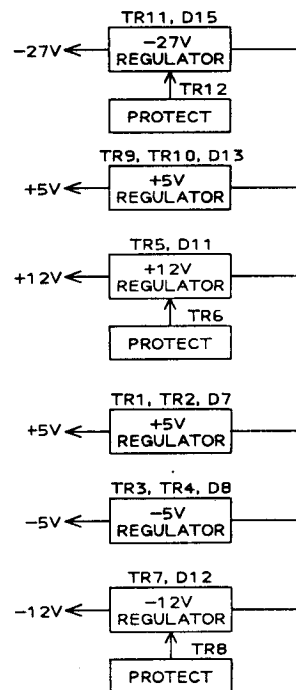 TR11, D15
-27V
-27V
REGULATOR
TR12
PROTECT
TR9, TR10, D13
+5V
+5V
REGULATOR
TR5, D11
+12V
+12V
REGULATOR
TR6
PROTECT
TR1, TR2, D7
+5V
+5V
REGULATOR
TR3, TR4, D8
-5V
-5V
REGULATOR
TR7, D12
-12V
-12V
REGULATOR
TR8
PROTECT